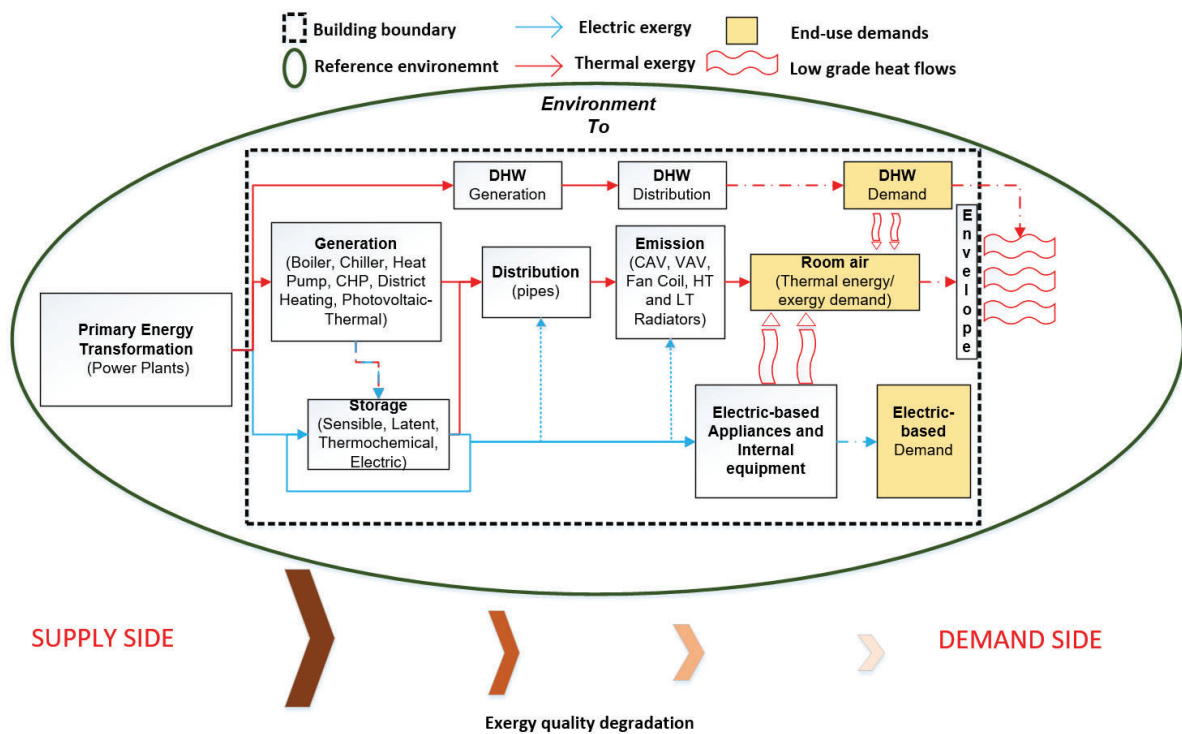 Building boundary
Electric exergy
End-use demands
Reference environemnt
Thermal exergy
Low grade heat flows
Environment
To
DHW
Generation
DHW
Distribution
DHW
Demand
Generation
(Boiler, Chiller, Heat
Pump, CHP, District
Heating, Photovoltaic-
Thermal)
Distribution
(pipes)
Emission
(CAV, VAV,
Fan Coil, HT
and LT
Radiators)
Room air
(Thermal energy/
exergy demand)
Envelope
Primary Energy
Transformation
(Power Plants)
Storage
(Sensible, Latent,
Thermochemical,
Electric)
Electric-based
Appliances and
Internal
equipment
Electric-
based
Demand
SUPPLY SIDE
DEMAND SIDE
Exergy quality degradation